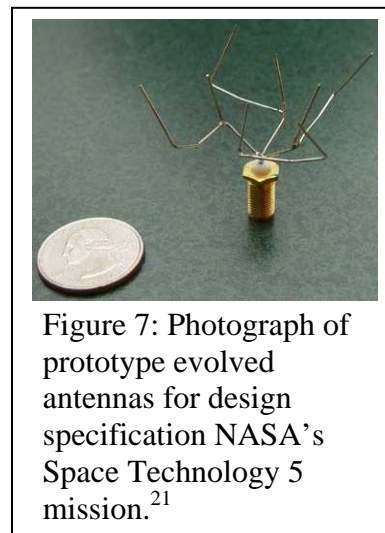 Figure 7: Photograph of
prototype evolved
antennas for design
specification NASA’s
Space Technology 5
mission.21